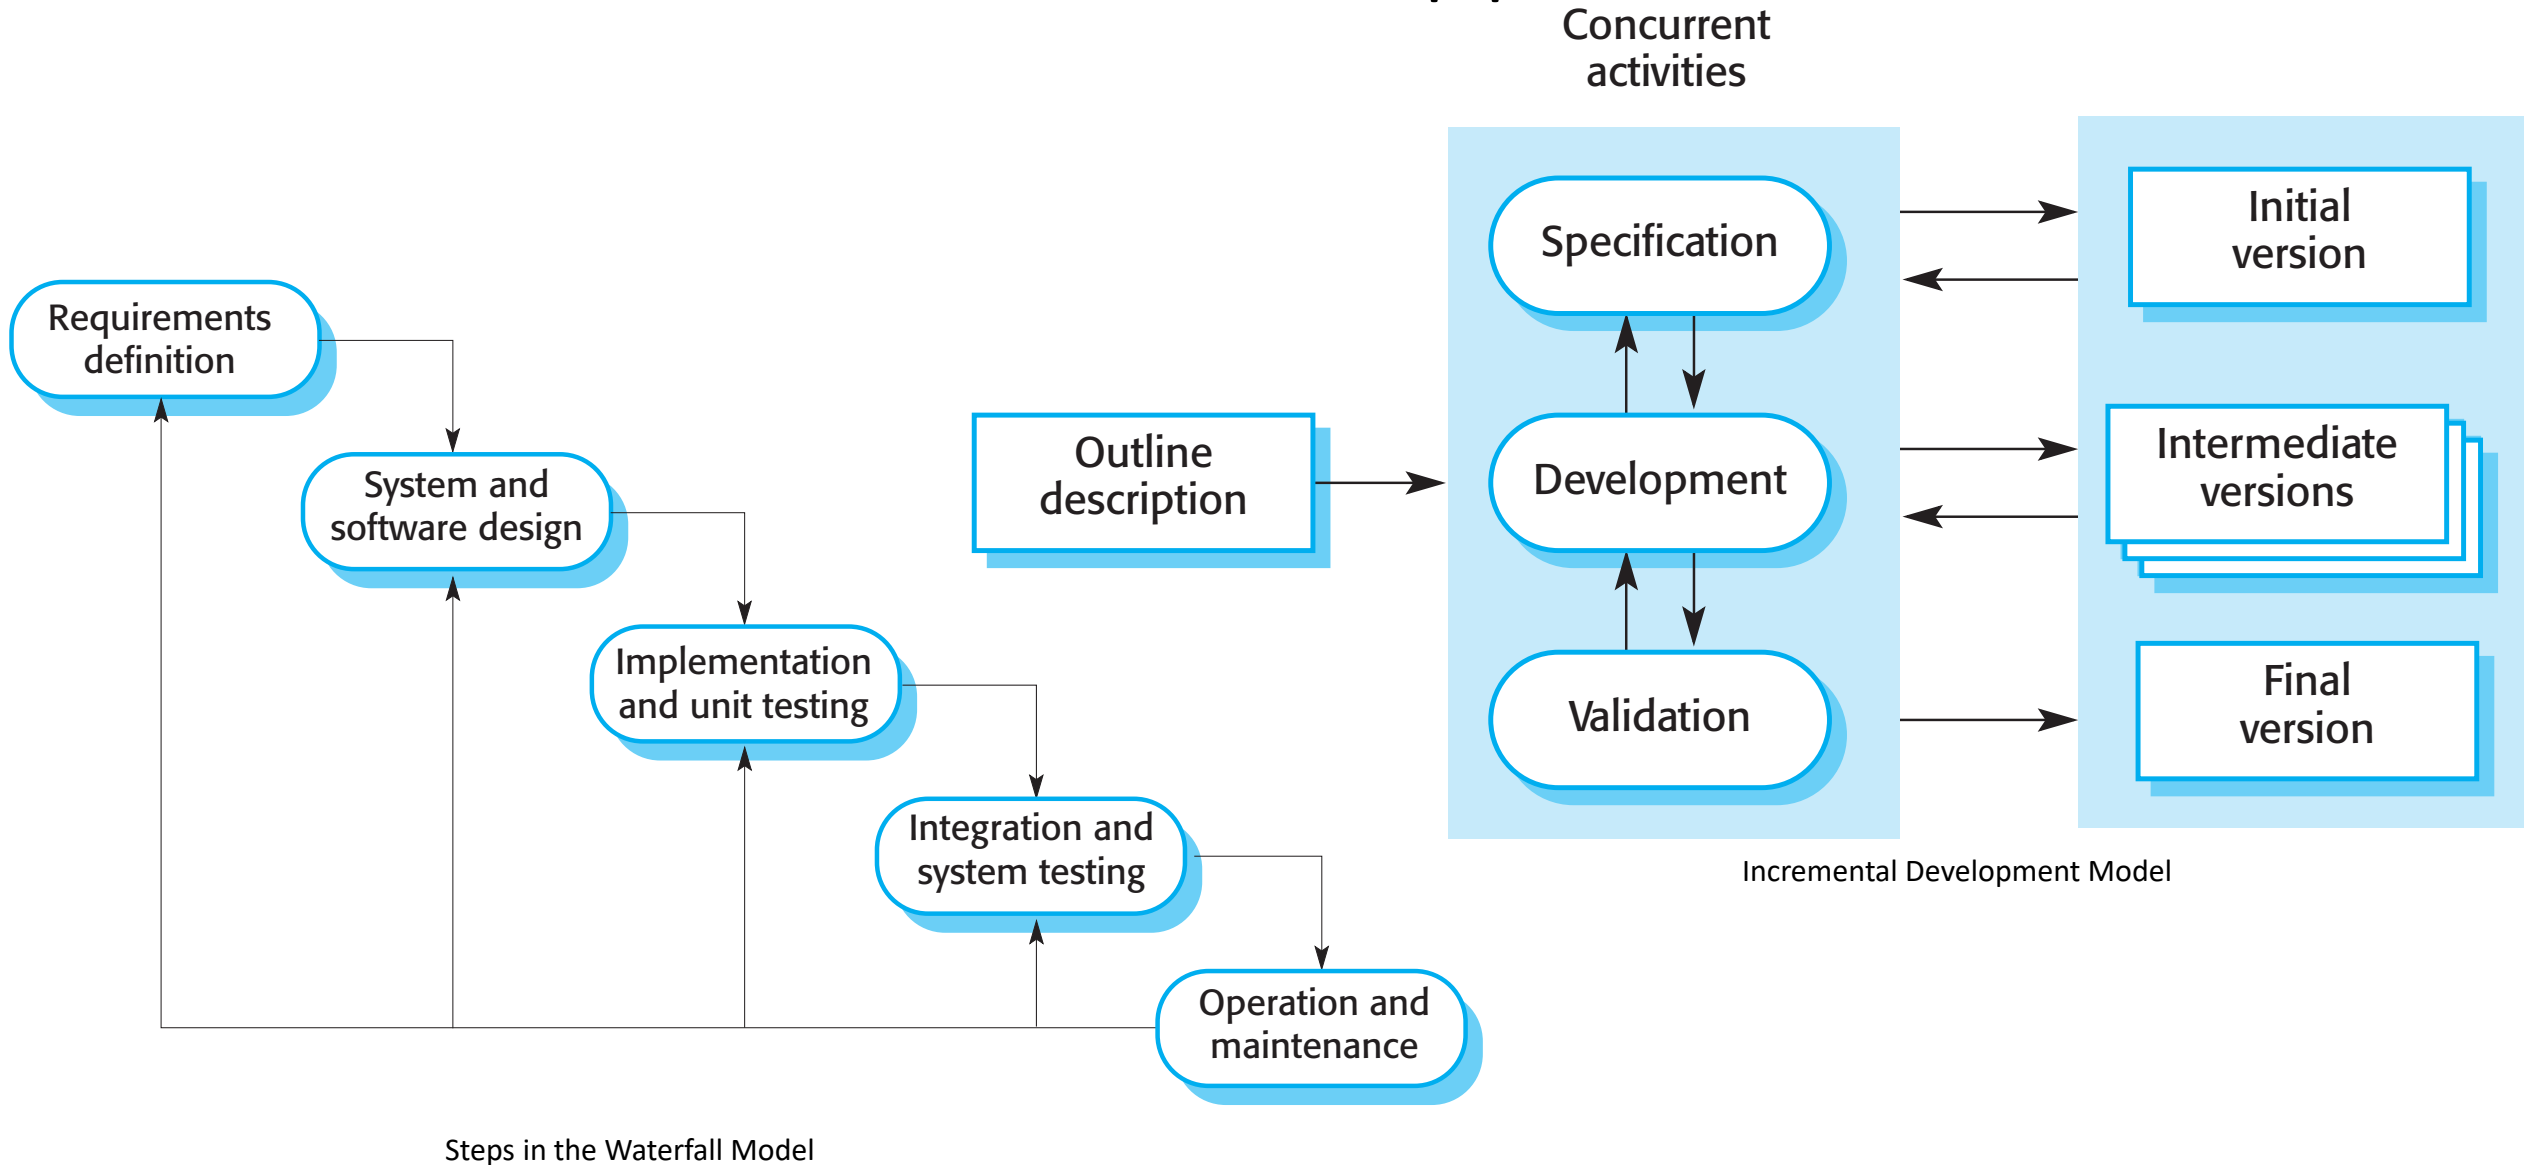 Concurrent
activities
Specification
Initial
version
Requirements
definition
Outline
description
Development
Intermediate
versions
System and
software design
Implementation
and unit testing
Validation
Final
version
Integration and
system testing
Incremental Development Model
Operation and
maintenance
Steps in the Waterfall Model